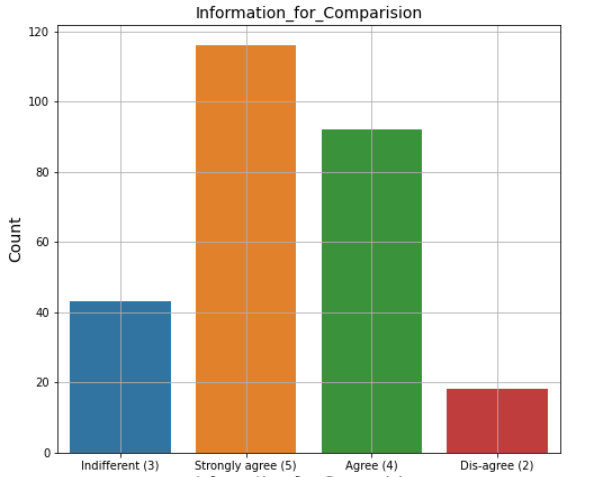 Information_for_Comparision
120
100
80
60
40
20
0
Count
Indifferent (3) Strongly agree (5) Agree (4) Dis-agree (2)